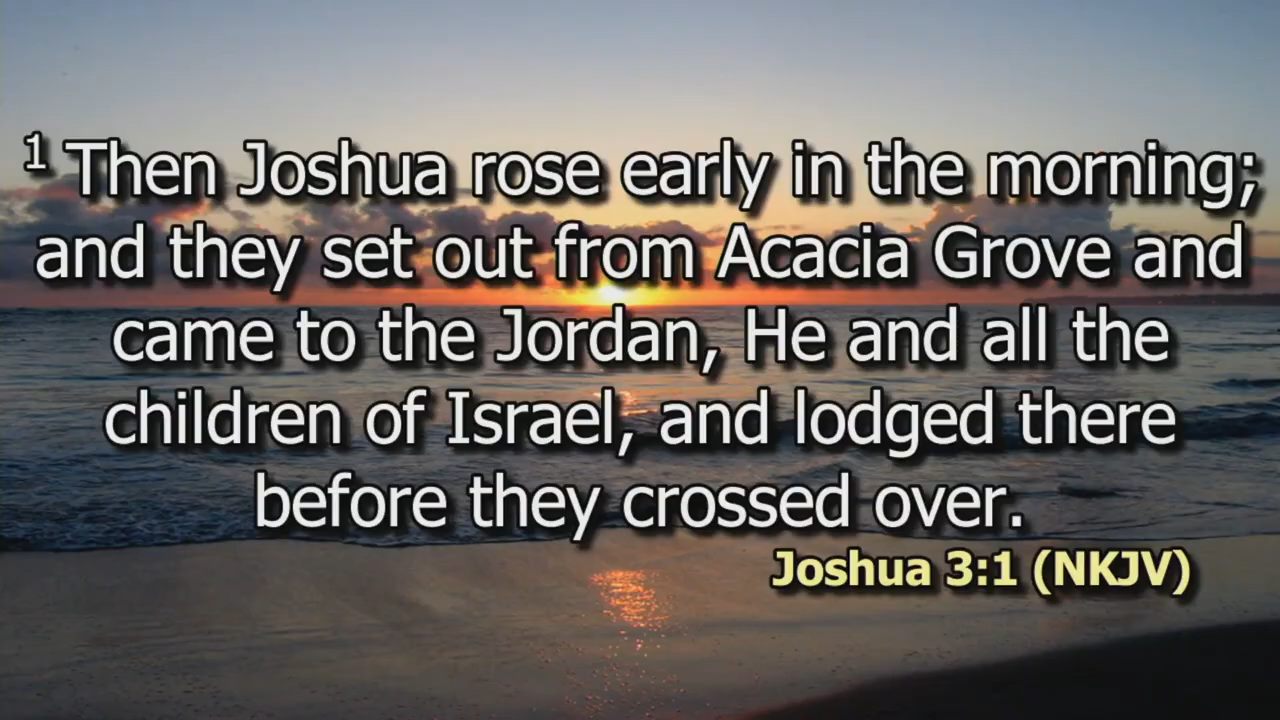 1 Then Joshua rose early in the morning;
and they set out from Acacia Grove and
came to the Jordan, He and all the
children of Israel, and lodged there
before they crossed over.
Joshua 3:1 (NKJV)